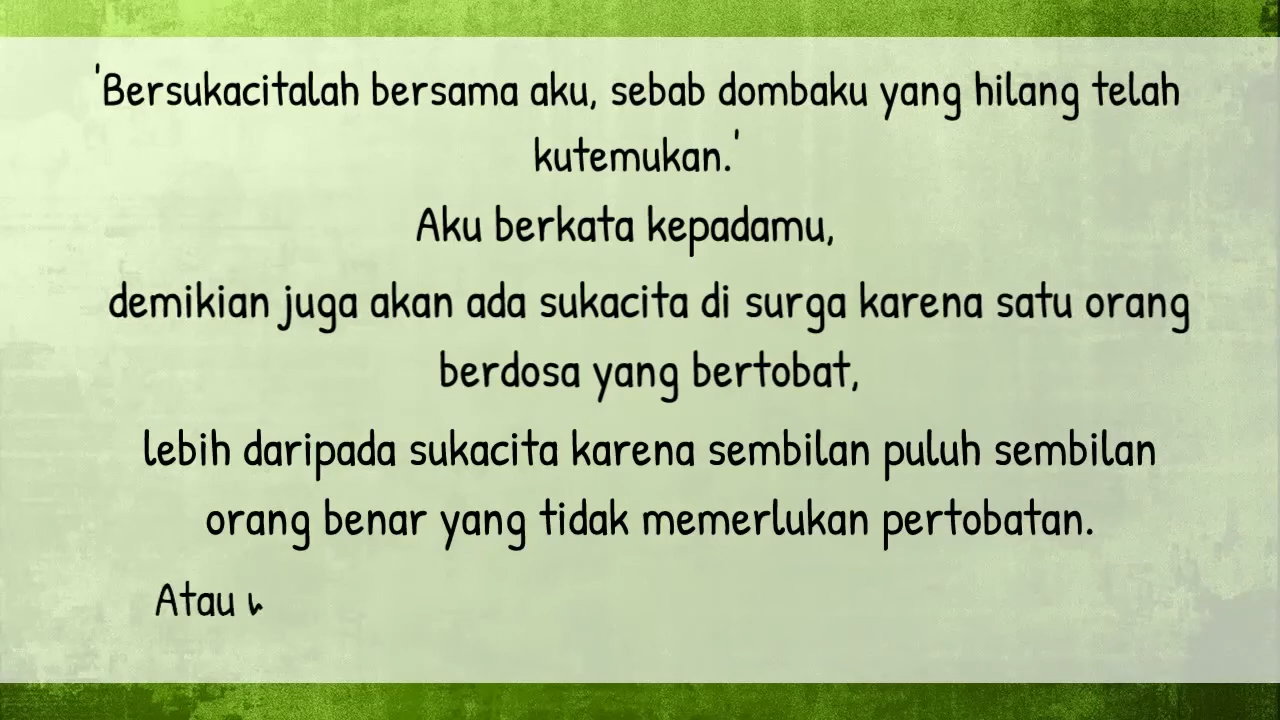 'Bersukacitalah bersama aku, sebab dombaku yang hilang telah
kutemukan.'
Aku berkata kepadamu,
demikian juga akan ada sukacita di surga karena satu orang
berdosa yang bertobat,
lebih daripada sukacita karena sembilan puluh sembilan
orang benar yang tidak memerlukan pertobatan.
Atau